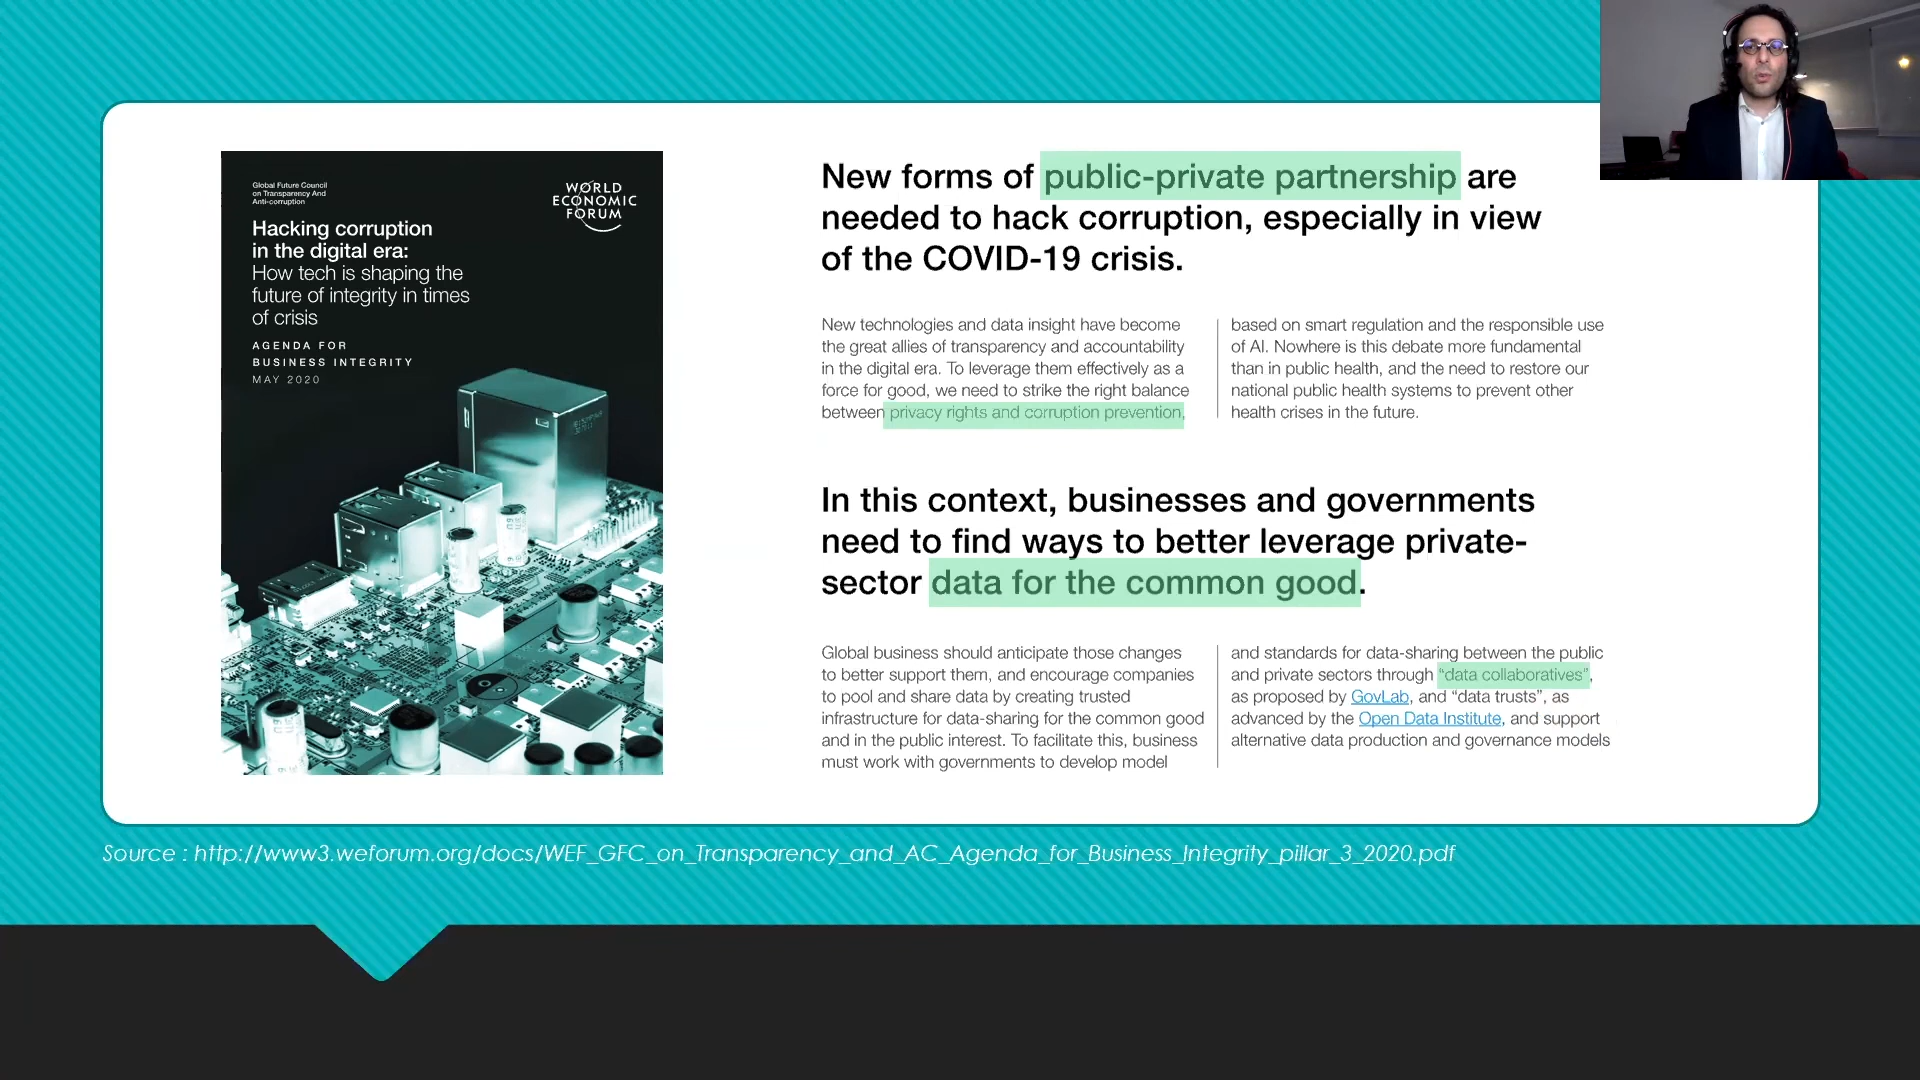 Global Future Council
on Transparency And
Anti-corruption
WORLD
ECONOMIC
FORUM
Hacking corruption
in the digital era:
How tech is shaping the
future of integrity in times
of crisis
AGENDA FOR
BUSINESS INTEGRITY
MAY 2020
New forms of public-private partnership are
needed to hack corruption, especially in view
of the COVID-19 crisis.
New technologies and data insight have become
the great allies of transparency and accountability
in the digital era. To leverage them effectively as a
force for good, we need to strike the right balance
between privacy rights and corruption prevention,
based on smart regulation and the responsible use
of AI. Nowhere is this debate more fundamental
than in public health, and the need to restore our
national public health systems to prevent other
health crises in the future.
In this context, businesses and governments
need to find ways to better leverage private-
sector data for the common good.
Global business should anticipate those changes
to better support them, and encourage companies
to pool and share data by creating trusted
infrastructure for data-sharing for the common good
and in the public interest. To facilitate this, business
must work with governments to develop model
and standards for data-sharing between the public
and private sectors through “data collaboratives”,
as proposed by GovLab, and “data trusts”, as
advanced by the Open Data Institute, and support
alternative data production and governance models
Source : http://www3.weforum.org/docs/WEF_GFC_on_Transparency_and_AC_Agenda_for_Business_Integrity_pillar_3_2020.pdf